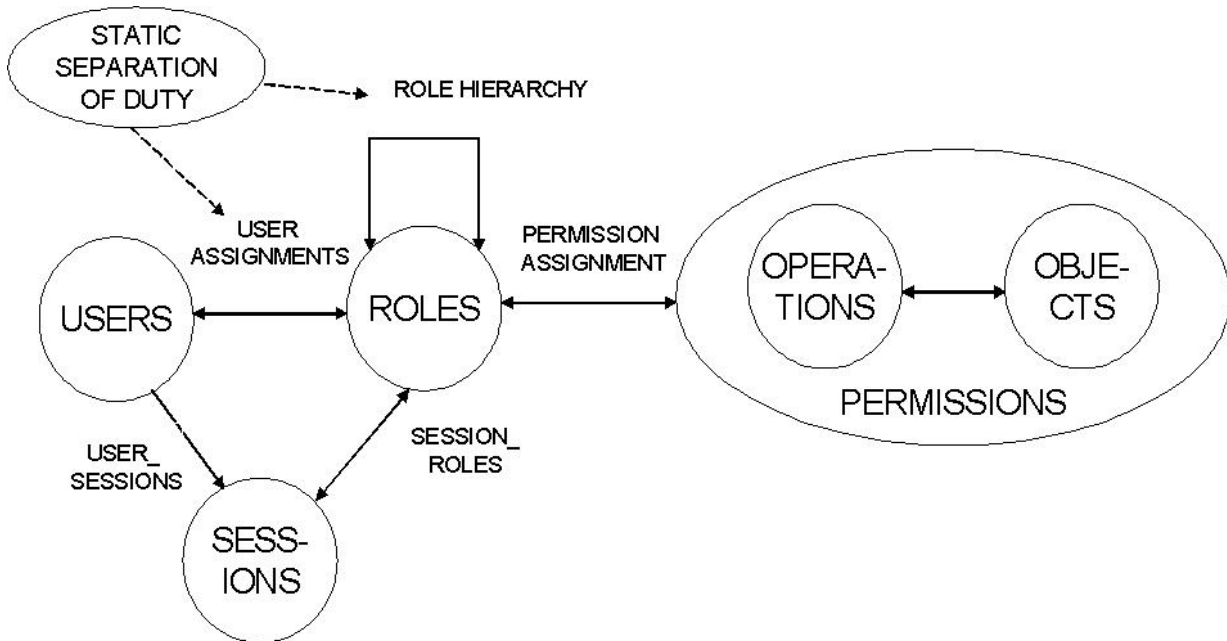 STATIC
SEPARATION
OF DUTY
ROLE HIERARCHY
USER
ASSIGNMENTS
PERMISSION
ASSIGNMENT
USERS
ROLES
OPERA-
TIONS
OBJE-
CTS
PERMISSIONS
USER_
SESSIONS
SESSION_
ROLES
SESS-
IONS